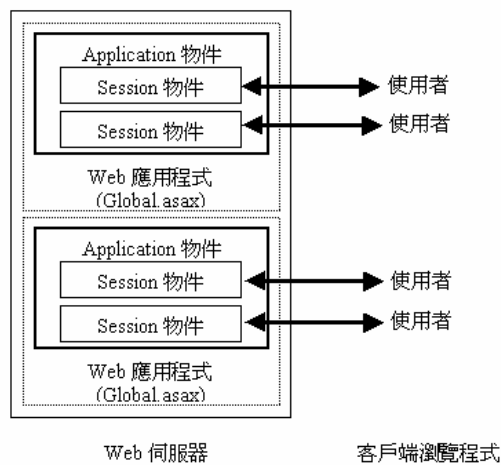 Application 物件
Session 物件 使用者
Session 物件 使用者
Web 應用程式
(Global.asax)
Application 物件
Session 物件 使用者
Session 物件 使用者
Web 應用程式
(Global.asax)
Web 伺服器 客戶端瀏覽程式